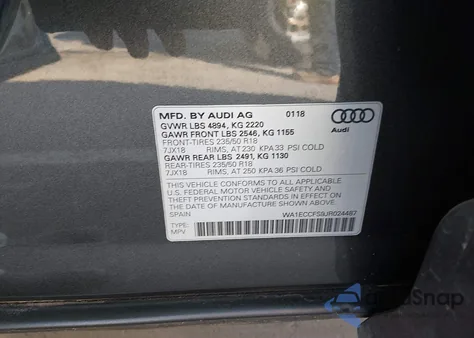 MFD. BY AUDI AG 0118
GVWR LBS 4894, KG 2220
GAWR FRONT LBS 2546, KG 1155
FRONT-TIRES 235/50 R18
7JX18 RIMS, AT 230 KPA 33 PSI COLD
GAWR REAR LBS 2491, KG 1130
REAR-TIRES 235/50 R18
7JX18 RIMS, AT 250 KPA 36 PSI COLD
THIS VEHICLE CONFORMS TO ALL APPLICABLE
U.S. FEDERAL MOTOR VEHICLE SAFETY AND
THEFT PREVENTION STANDARDS IN EFFECT
ON THE DATE OF MANUFACTURE SHOWN ABOVE.
SPAIN WA1ECCFS9JR024487
TYPE:
MPV
Audi
AutoSnap